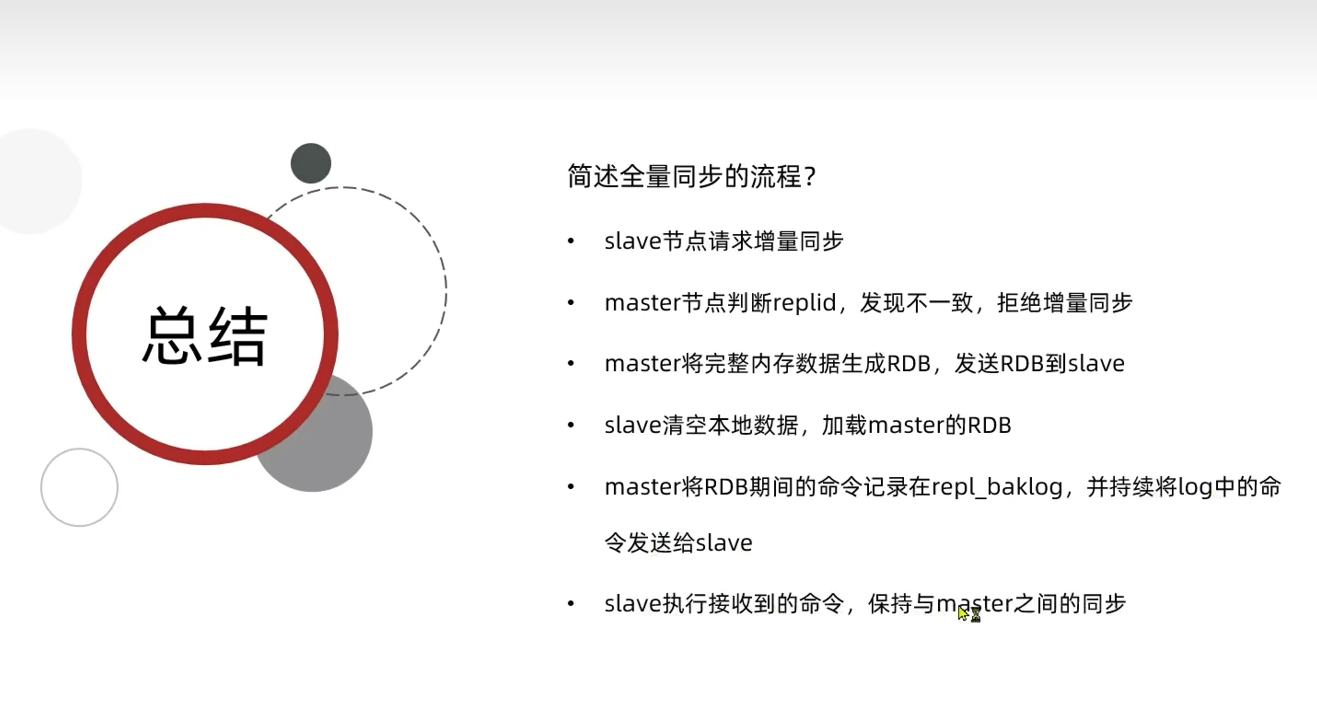 总结
简述全量同步的流程？
• slave节点请求增量同步
• master节点判断replid，发现不一致，拒绝增量同步
• master将完整内存数据生成RDB，发送RDB到slave
• slave清空本地数据，加载master的RDB
• master将RDB期间的命令记录在repl_baklog，并持续将log中的命
令发送给slave
• slave执行接收到的命令，保持与master之间的同步